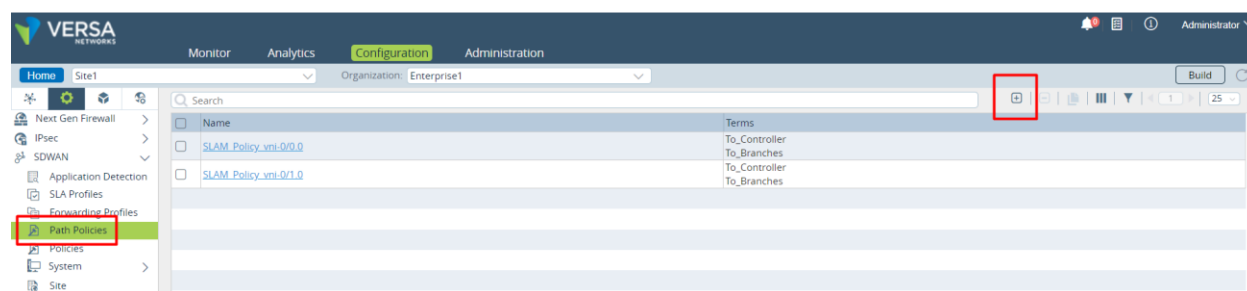 VERSA
NETWORKS
Administrator
Monitor Analytics Configuration Administration
Home Site1 Organization: Enterprise1 Build
Search 1 25
Next Gen Firewall
IPsec
SDWAN
Application Detection
SLA Profiles
Forwarding Profiles
Path Policies
Policies
System
Site
Name Terms
SLAM_Policy_vni-0/0.0 To_Controller
To_Branches
SLAM_Policy_vni-0/1.0 To_Controller
To_Branches